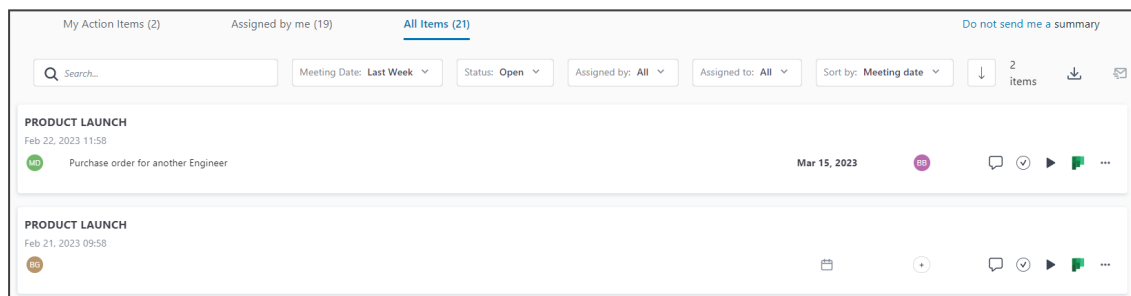 My Action Items (2) Assigned by me (19) All Items (21) Do not send me a summary
Search... Meeting Date: Last Week Status: Open Assigned by: All Assigned to: All Sort by: Meeting date 2 items
PRODUCT LAUNCH
Feb 22, 2023 11:58
MD Purchase order for another Engineer Mar 15, 2023 BB
PRODUCT LAUNCH
Feb 21, 2023 09:58
BG